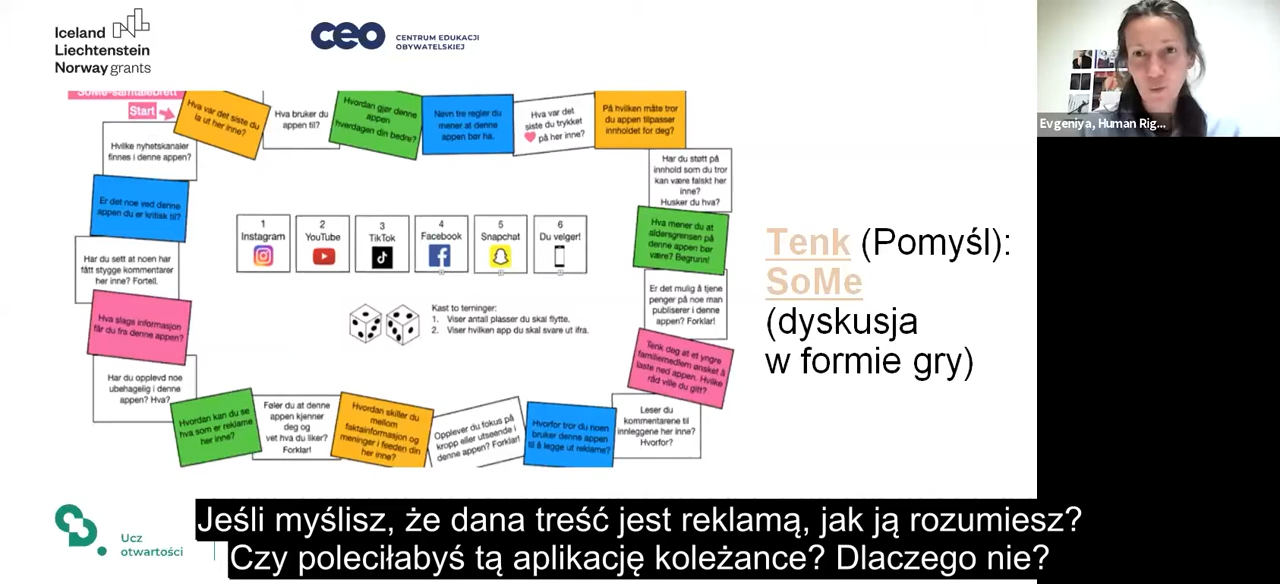 Iceland
Liechtenstein
Norway grants
ceo
CENTRUM EDUKACJI
OBYWATELSKIEJ
Evgeniya, Human Rig...
SoMe-samtalebrett
Start
Hva var det siste du
la ut her inne?
Hva bruker du
appen til?
Hvordan gjør denne
appen
hverdagen din bedre?
Nevn tre regler du
mener at denne
appen bør ha.
Hva var det
siste du trykket
på her inne?
På hvilken måte tror
du appen tilpasser
innholdet for deg?
Har du støtt på
innhold som du tror
kan være falskt her
inne?
Husker du hva?
Hva mener du at
aldersgrensen på
denne appen bør
være? Begrunn!
Er det mulig å tjene
penger på noe man
publiserer i denne
appen? Forklar!
Tenk deg at et yngre
familiemedlem ønsket å
laste ned appen. Hvilke
råd ville du gitt?
Leser du
kommentarene til
innleggene her inne?
Hvorfor?
Hvorfor tror du noen
bruker denne appen
til å legge ut reklame?
Opplever du fokus på
kropp eller utseende i
denne appen? Forklar!
Hvordan skiller du
mellom
faktainformasjon og
meninger i feeden din
her inne?
Føler du at denne
appen kjenner
deg og
vet hva du liker?
Forklar!
Hvordan kan du se
hva som er reklame
her inne?
Har du opplevd noe
ubehagelig i denne
appen? Hva?
Hva slags informasjon
får du fra denne appen?
Har du sett at noen har
fått stygge kommentarer
her inne? Fortell.
Er det noe ved denne
appen du er kritisk til?
Hvilke nyhetskanaler
finnes i denne appen?
1
Instagram
2
YouTube
3
TikTok
4
Facebook
5
Snapchat
6
Du velger!
Kast to terninger:
1. Viser antall plasser du skal flytte.
2. Viser hvilken app du skal svare ut ifra.
Tenk (Pomyśl):
SoMe
(dyskusja
w formie gry)
Ucz
otwartości
Jeśli myślisz, że dana treść jest reklamą, jak ją rozumiesz?
Czy poleciłabyś tą aplikację koleżance? Dlaczego nie?